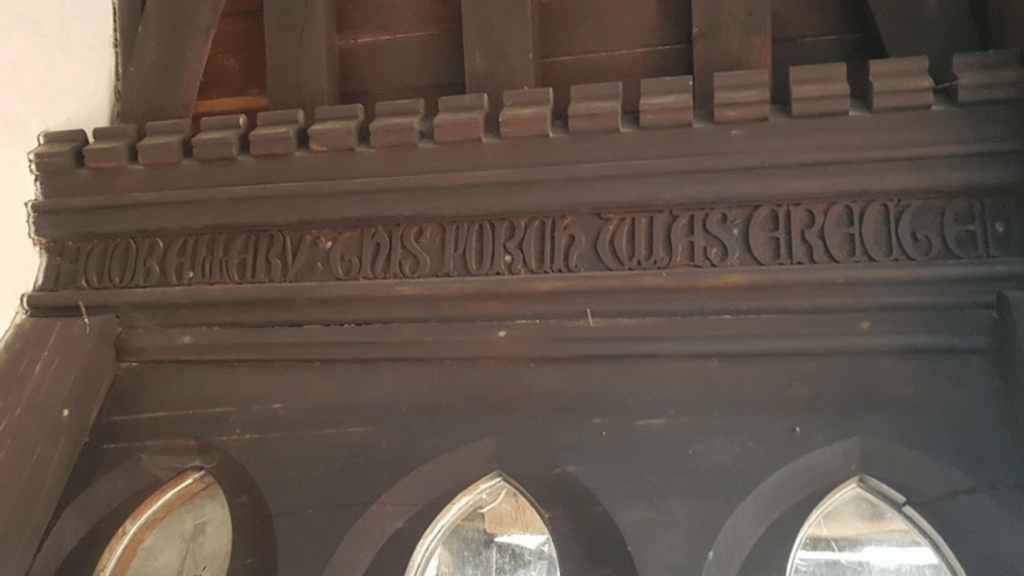 THIS PORCH WAS ERECTED